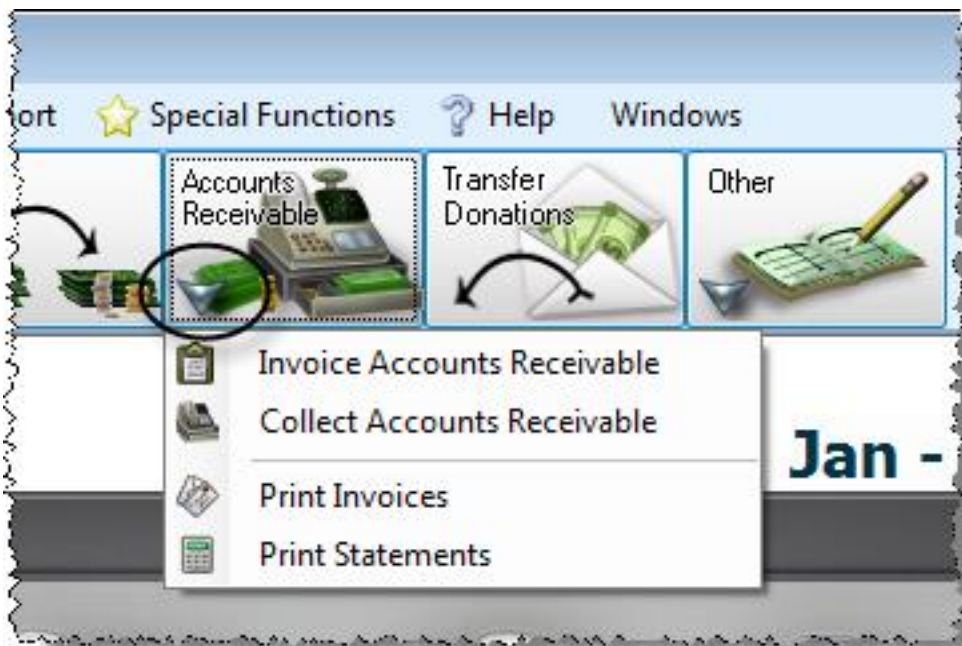 ort Special Functions Help Windows
Accounts
Receivable
Transfer
Donations
Other
Invoice Accounts Receivable
Collect Accounts Receivable
Jan -
Print Invoices
Print Statements